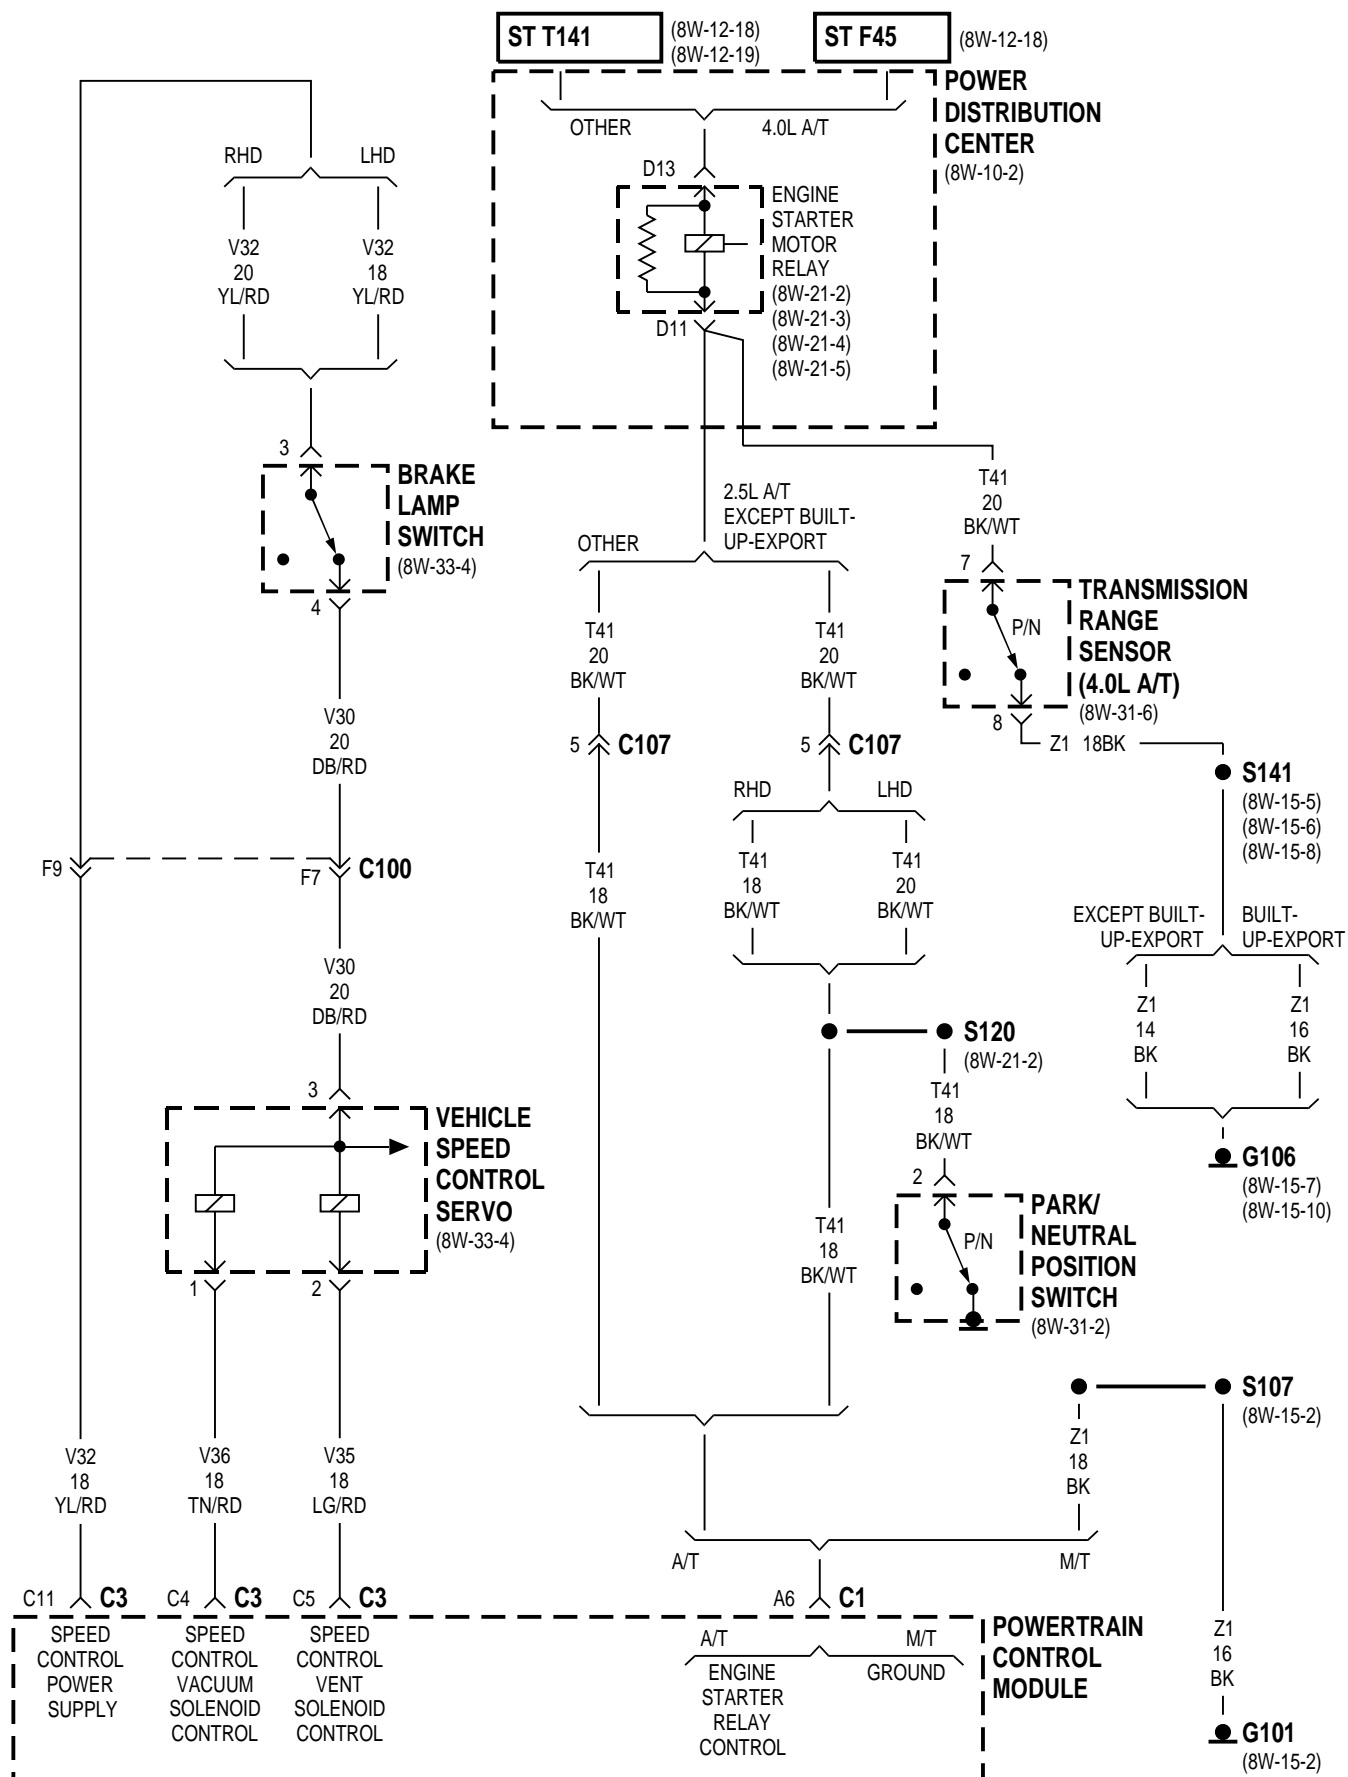 ST T141
(8W-12-18)
(8W-12-19)
ST F45
(8W-12-18)
POWER
DISTRIBUTION
CENTER
(8W-10-2)
OTHER
4.0L A/T
D13
ENGINE
STARTER
MOTOR
RELAY
(8W-21-2)
(8W-21-3)
(8W-21-4)
(8W-21-5)
D11
RHD
LHD
V32
20
YL/RD
V32
18
YL/RD
3
BRAKE
LAMP
SWITCH
(8W-33-4)
4
V30
20
DB/RD
F9
F7
C100
V30
20
DB/RD
3
VEHICLE
SPEED
CONTROL
SERVO
(8W-33-4)
1
2
V32
18
YL/RD
V36
18
TN/RD
V35
18
LG/RD
C11
C3
C4
C3
C5
C3
SPEED
CONTROL
POWER
SUPPLY
SPEED
CONTROL
VACUUM
SOLENOID
CONTROL
SPEED
CONTROL
VENT
SOLENOID
CONTROL
2.5L A/T
EXCEPT BUILT-
UP-EXPORT
OTHER
T41
20
BK/WT
T41
20
BK/WT
5
C107
5
C107
RHD
LHD
T41
18
BK/WT
T41
18
BK/WT
T41
20
BK/WT
S120
(8W-21-2)
T41
18
BK/WT
2
P/N
PARK/
NEUTRAL
POSITION
SWITCH
(8W-31-2)
T41
18
BK/WT
T41
20
BK/WT
7
P/N
TRANSMISSION
RANGE
SENSOR
(4.0L A/T)
(8W-31-6)
8
Z1 18BK
S141
(8W-15-5)
(8W-15-6)
(8W-15-8)
EXCEPT BUILT-
UP-EXPORT
BUILT-
UP-EXPORT
Z1
14
BK
Z1
16
BK
G106
(8W-15-7)
(8W-15-10)
S107
(8W-15-2)
Z1
18
BK
A/T
M/T
A6
C1
A/T
M/T
ENGINE
STARTER
RELAY
CONTROL
GROUND
POWERTRAIN
CONTROL
MODULE
Z1
16
BK
G101
(8W-15-2)